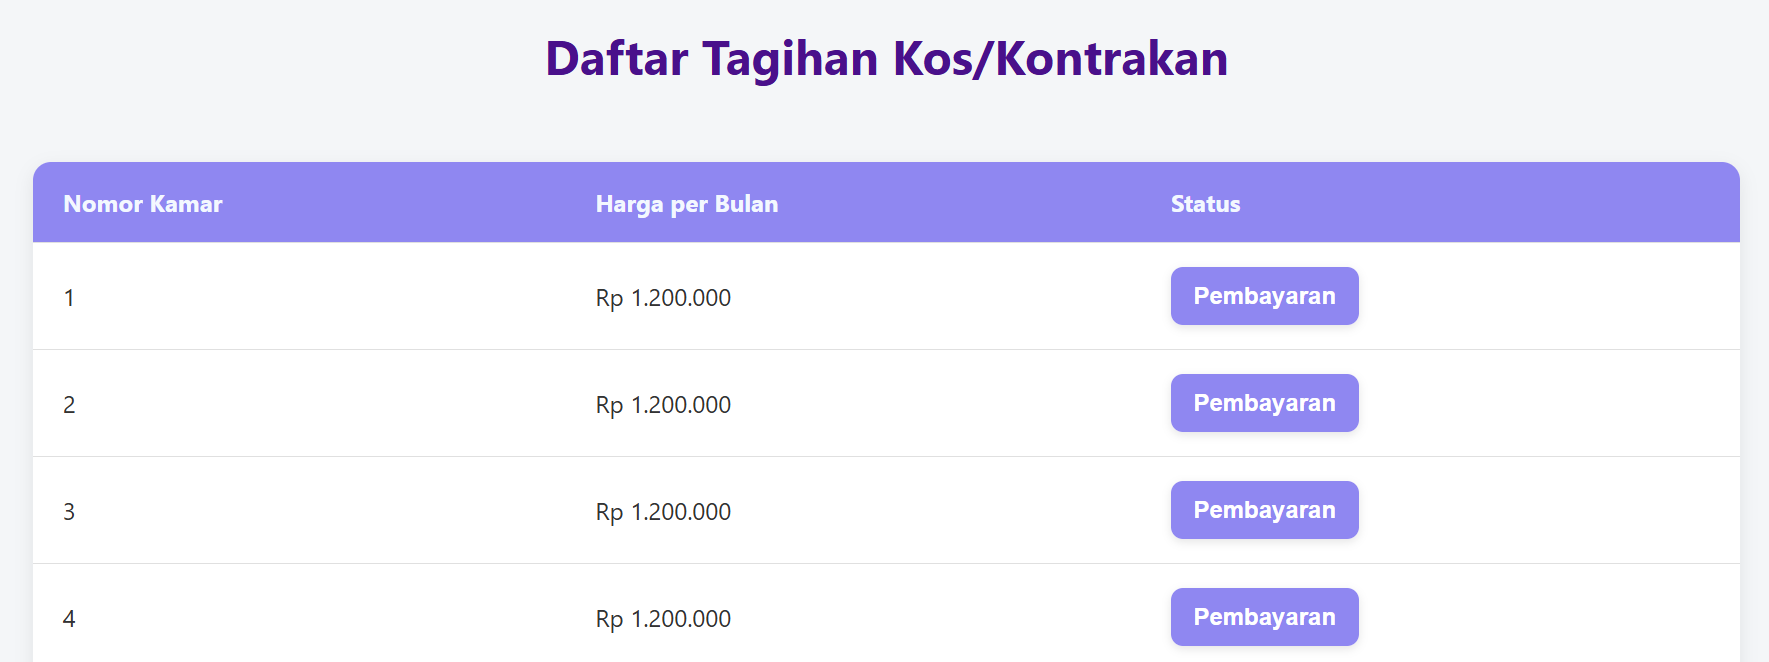 Daftar Tagihan Kos/Kontrakan
Nomor Kamar Harga per Bulan Status
1 Rp 1.200.000 Pembayaran
2 Rp 1.200.000 Pembayaran
3 Rp 1.200.000 Pembayaran
4 Rp 1.200.000 Pembayaran